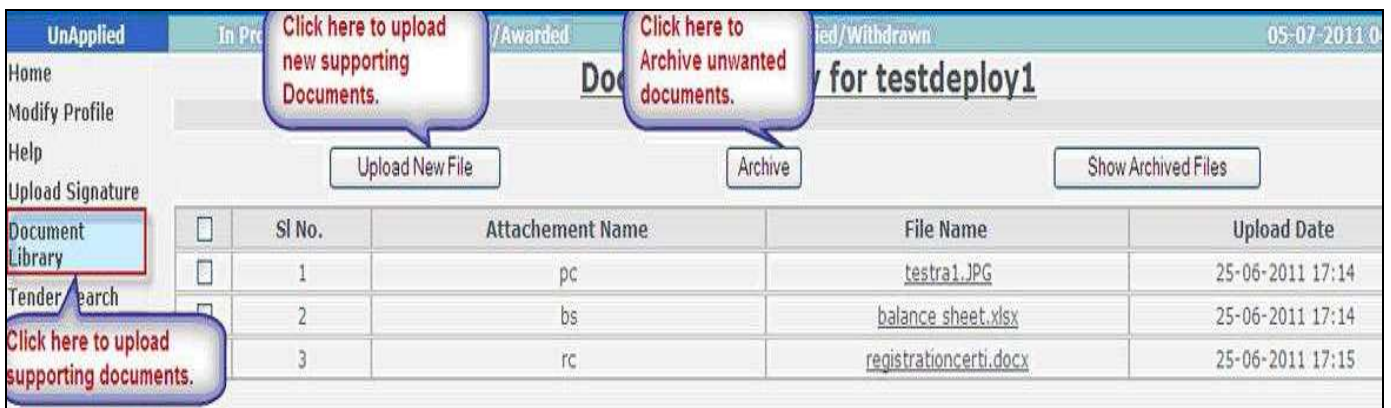 UnApplied In Pr /Awarded ied/Withdrawn 05-07-2011 0
Click here to upload
new supporting
Documents.
Click here to
Archive unwanted
documents.
Home
Doc y for testdeploy1
Modify Profile
Help
Upload New File Archive Show Archived Files
Upload Signature
Document
Library
Sl No. Attachement Name File Name Upload Date
1 pc testra1.JPG 25-06-2011 17:14
Tender earch
2 bs balance sheet.xlsx 25-06-2011 17:14
Click here to upload
supporting documents.
3 rc registrationcerti.docx 25-06-2011 17:15